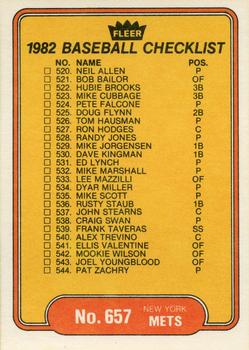 FLEER
1982 BASEBALL CHECKLIST
NO. NAME POS.
520. NEIL ALLEN P
521. BOB BAILOR OF
522. HUBIE BROOKS 3B
523. MIKE CUBBAGE 3B
524. PETE FALCONE P
525. DOUG FLYNN 2B
526. TOM HAUSMAN P
527. RON HODGES C
528. RANDY JONES P
529. MIKE JORGENSEN 1B
530. DAVE KINGMAN 1B
531. ED LYNCH P
532. MIKE MARSHALL P
533. LEE MAZZILLI OF
534. DYAR MILLER P
535. MIKE SCOTT P
536. RUSTY STAUB 1B
537. JOHN STEARNS C
538. CRAIG SWAN P
539. FRANK TAVERAS SS
540. ALEX TREVINO C
541. ELLIS VALENTINE OF
542. MOOKIE WILSON OF
543. JOEL YOUNGBLOOD OF
544. PAT ZACHRY P
No. 657 NEW YORK
METS